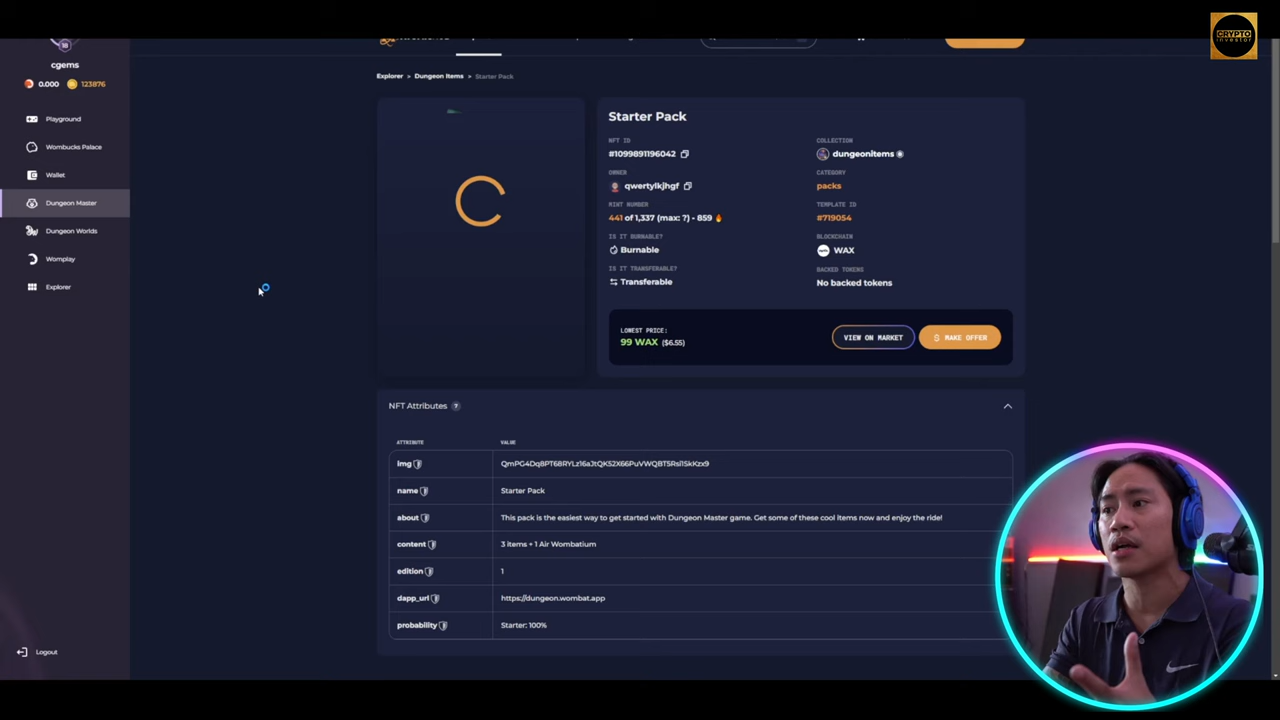 CRYPTO
investor
18
cgems
0.000 123876
Playground
Wombucks Palace
Wallet
Dungeon Master
Dungeon Worlds
Womplay
Explorer
Logout
Explorer > Dungeon Items > Starter Pack
Starter Pack
NFT ID
#1099891196042
OWNER
qwertylkjhgf
MINT NUMBER
441 of 1,337 (max: ?) - 859
IS IT BURNABLE?
Burnable
IS IT TRANSFERABLE?
Transferable
COLLECTION
dungeonitems
CATEGORY
packs
TEMPLATE ID
#719054
BLOCKCHAIN
WAX
BACKED TOKENS
No backed tokens
LOWEST PRICE:
99 WAX ($6.55)
VIEW ON MARKET
$ MAKE OFFER
NFT Attributes ?
ATTRIBUTE VALUE
img
name Starter Pack
about This pack is the easiest way to get started with Dungeon Master game. Get some of these cool items now and enjoy the ride!
content 3 items + 1 Air Wombatium
edition 1
dapp_url https://dungeon.wombat.app
probability Starter: 100%